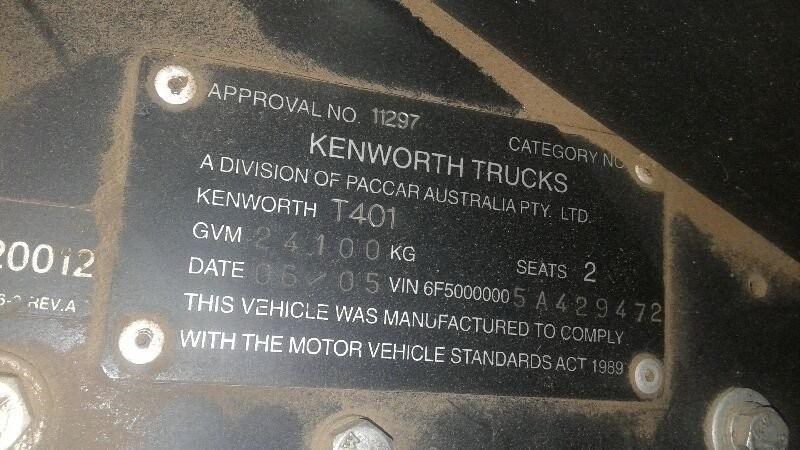 APPROVAL NO. 11297
CATEGORY NO
KENWORTH TRUCKS
A DIVISION OF PACCAR AUSTRALIA PTY. LTD.
KENWORTH T401
GVM 24100 KG SEATS 2
DATE 06/05 VIN 6F5000000 5A429472
THIS VEHICLE WAS MANUFACTURED TO COMPLY
WITH THE MOTOR VEHICLE STANDARDS ACT 1989
20012
REV.A